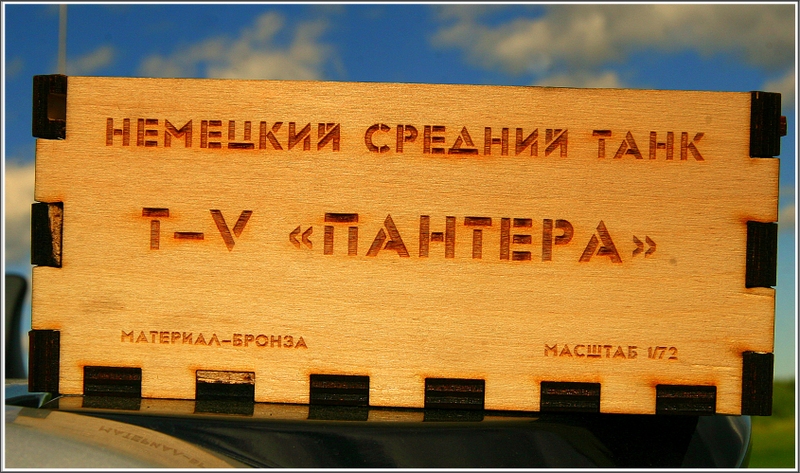 НЕМЕЦКИЙ СРЕДНИЙ ТАНК
Т-V «ПАНТЕРА»
МАТЕРИАЛ-БРОНЗА
МАСШТАБ 1/72